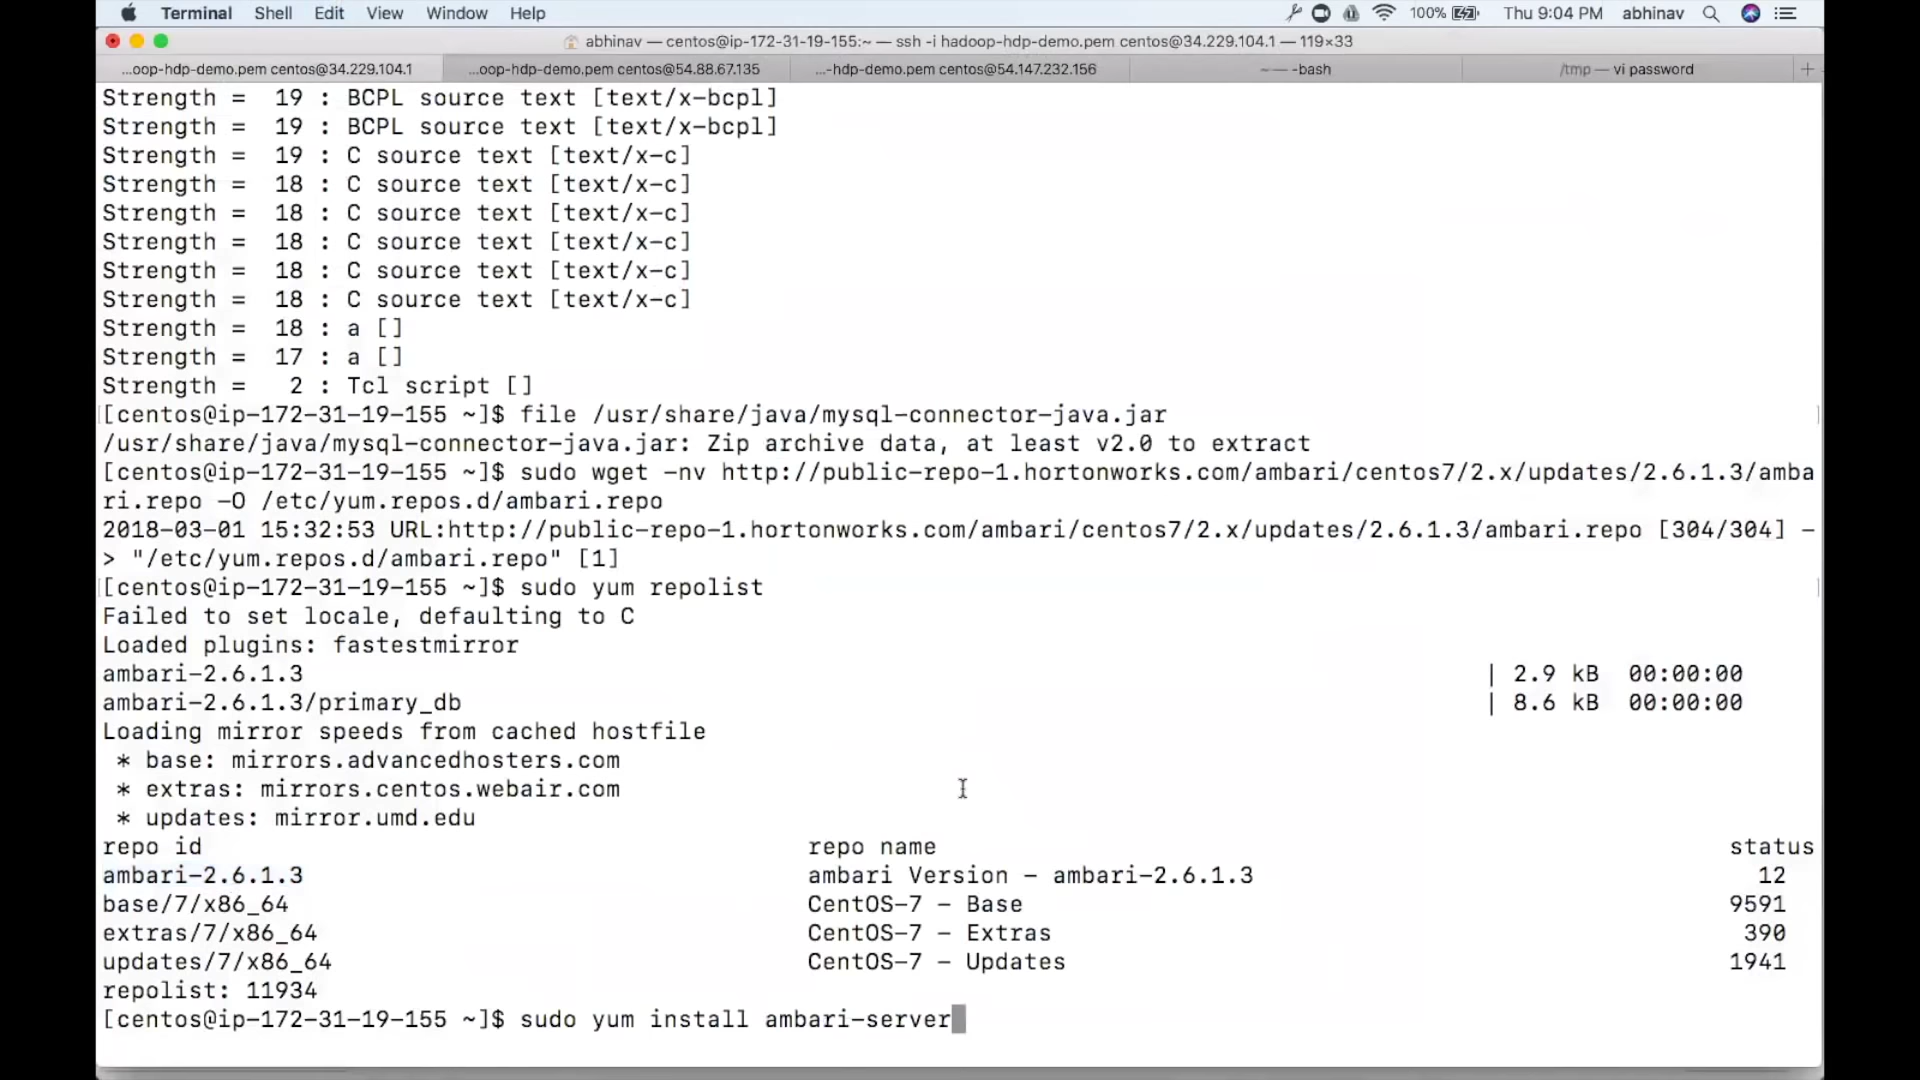 Terminal Shell Edit View Window Help 100% Thu 9:04 PM abhinav
abhinav — centos@ip-172-31-19-155:~ — ssh -i hadoop-hdp-demo.pem centos@34.229.104.1 — 119×33
...oop-hdp-demo.pem centos@34.229.104.1 ...oop-hdp-demo.pem centos@54.88.67.135 ...-hdp-demo.pem centos@54.147.232.156 ~ — -bash /tmp — vi password +
Strength =  19 : BCPL source text [text/x-bcpl]
Strength =  19 : BCPL source text [text/x-bcpl]
Strength =  19 : C source text [text/x-c]
Strength =  18 : C source text [text/x-c]
Strength =  18 : C source text [text/x-c]
Strength =  18 : C source text [text/x-c]
Strength =  18 : C source text [text/x-c]
Strength =  18 : C source text [text/x-c]
Strength =  18 : a []
Strength =  17 : a []
Strength =   2 : Tcl script []
[centos@ip-172-31-19-155 ~]$ file /usr/share/java/mysql-connector-java.jar
/usr/share/java/mysql-connector-java.jar: Zip archive data, at least v2.0 to extract
[centos@ip-172-31-19-155 ~]$ sudo wget -nv http://public-repo-1.hortonworks.com/ambari/centos7/2.x/updates/2.6.1.3/amba
ri.repo -O /etc/yum.repos.d/ambari.repo
2018-03-01 15:32:53 URL:http://public-repo-1.hortonworks.com/ambari/centos7/2.x/updates/2.6.1.3/ambari.repo [304/304] -
> "/etc/yum.repos.d/ambari.repo" [1]
[centos@ip-172-31-19-155 ~]$ sudo yum repolist
Failed to set locale, defaulting to C
Loaded plugins: fastestmirror
ambari-2.6.1.3 | 2.9 kB  00:00:00
ambari-2.6.1.3/primary_db | 8.6 kB  00:00:00
Loading mirror speeds from cached hostfile
 * base: mirrors.advancedhosters.com
 * extras: mirrors.centos.webair.com
 * updates: mirror.umd.edu
repo id repo name status
ambari-2.6.1.3 ambari Version - ambari-2.6.1.3 12
base/7/x86_64 CentOS-7 - Base 9591
extras/7/x86_64 CentOS-7 - Extras 390
updates/7/x86_64 CentOS-7 - Updates 1941
repolist: 11934
[centos@ip-172-31-19-155 ~]$ sudo yum install ambari-server